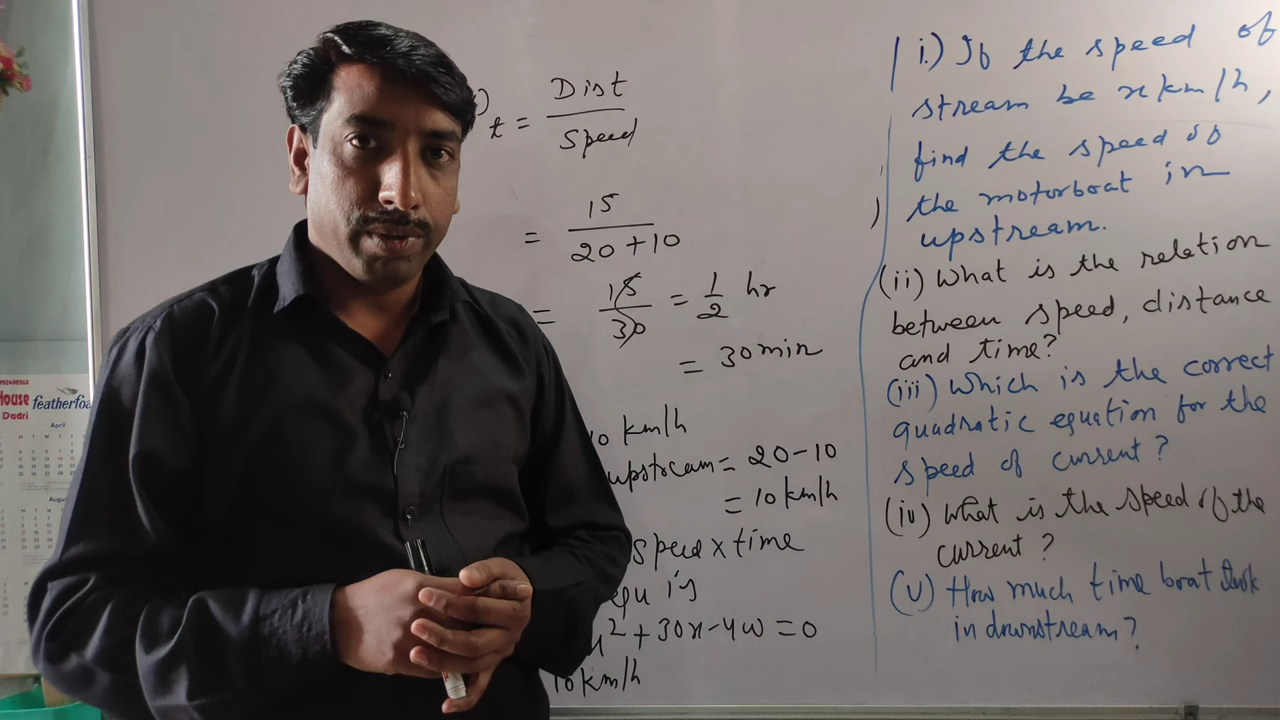 t = Dist
Speed
= 15
20 + 10
= 15
30
= 1
2
hr
= 30 min
10 km/h
upstream = 20 - 10
= 10 km/h
speed x time
equ is
x² + 30x - 400 = 0
10 km/h
i.) If the speed of
stream be x km/h,
find the speed of
the motorboat in
upstream.
(ii) What is the relation
between speed, distance
and time?
(iii) Which is the correct
quadratic equation for the
speed of current?
(iv) What is the speed of the
current?
(v) How much time boat took
in downstream?
House
Dadri
featherfoa
April
Augus